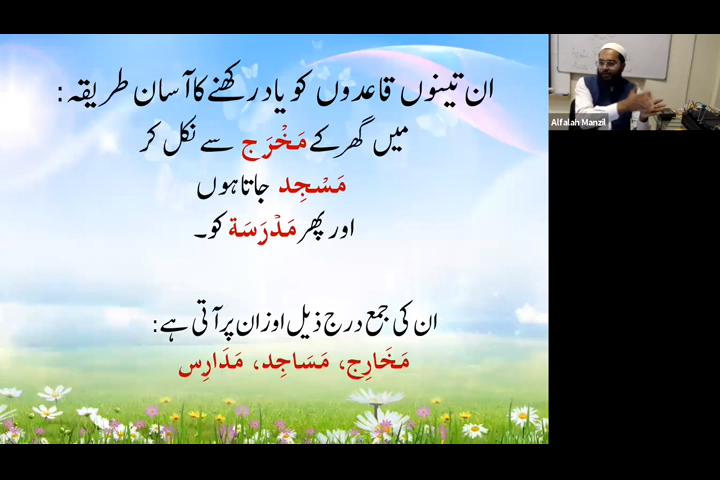 ان تینوں قاعدوں کو یاد رکھنے کا آسان طریقہ:
میں گھر کے مَخْرَج سے نکل کر
مَسْجِد جاتا ہوں
اور پھر مَدْرَسَة کو۔
ان کی جمع درج ذیل اوزان پر آتی ہے:
مَخَارِج، مَسَاجِد، مَدَارِس
Alfalah Manzil